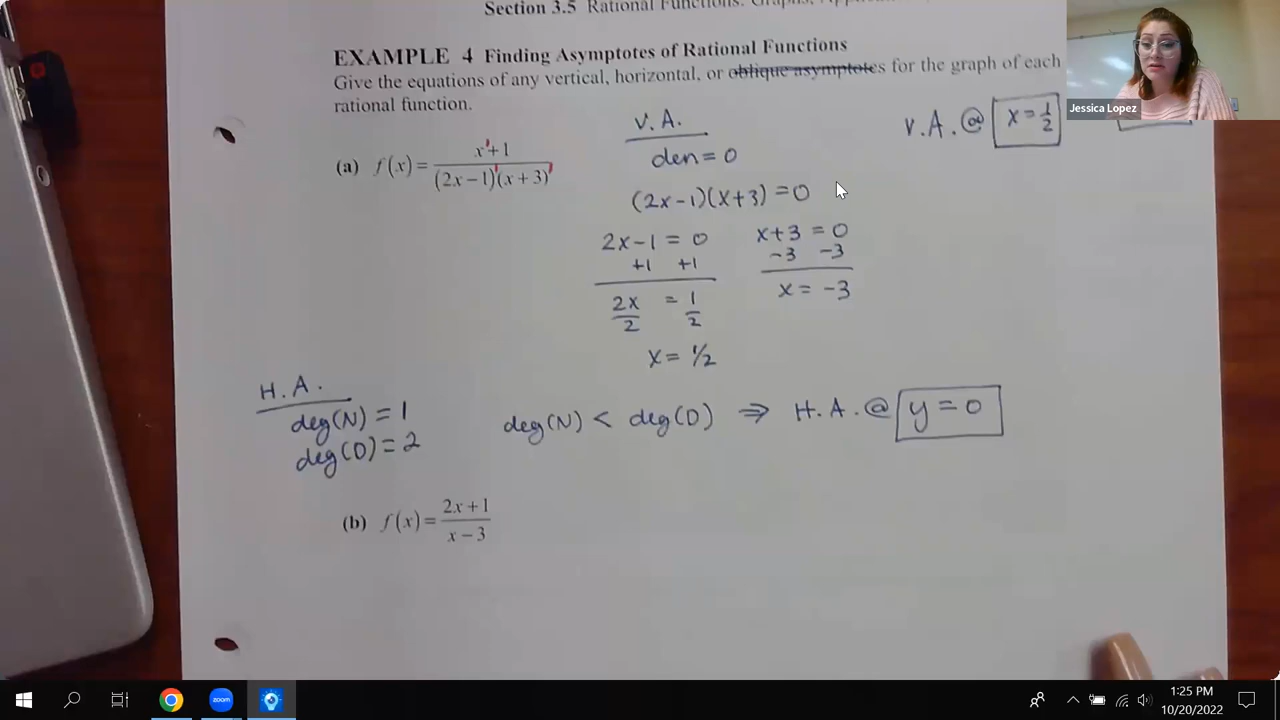 Section 3.5 Rational Functions: Graphs,
EXAMPLE 4 Finding Asymptotes of Rational Functions
Give the equations of any vertical, horizontal, or oblique asymptotes for the graph of each
rational function.
Jessica Lopez
V.A.
den = 0
V.A.@ x = 1/2
(a) f(x) = x+1 / (2x − 1)(x + 3)
(2x-1)(x+3) = 0
2x-1 = 0
+1 +1
2x/2 = 1/2
x = 1/2
x+3 = 0
-3 -3
x = -3
H.A.
deg(N) = 1
deg(D) = 2
deg(N) < deg(D) ⇒ H.A.@ y = 0
(b) f(x) = 2x+1 / x − 3
zoom
1:25 PM
10/20/2022